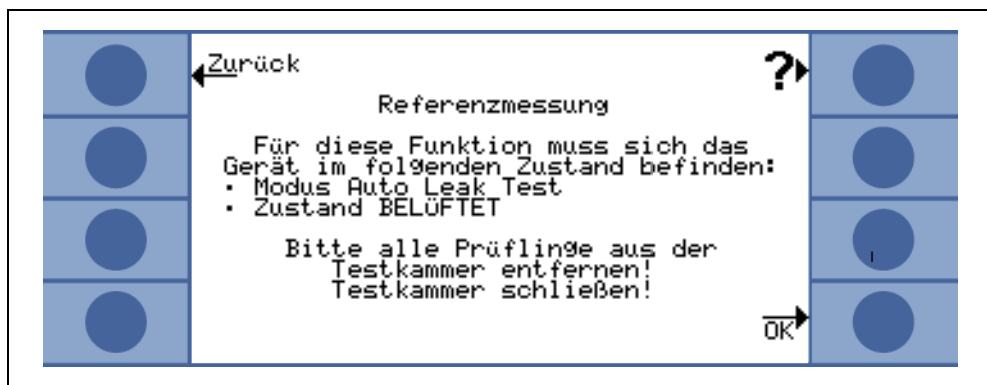 Zurück
?
Referenzmessung
Für diese Funktion muss sich das
Gerät im folgenden Zustand befinden:
· Modus Auto Leak Test
· Zustand BELÜFTET
Bitte alle Prüflinge aus der
Testkammer entfernen!
Testkammer schließen!
OK